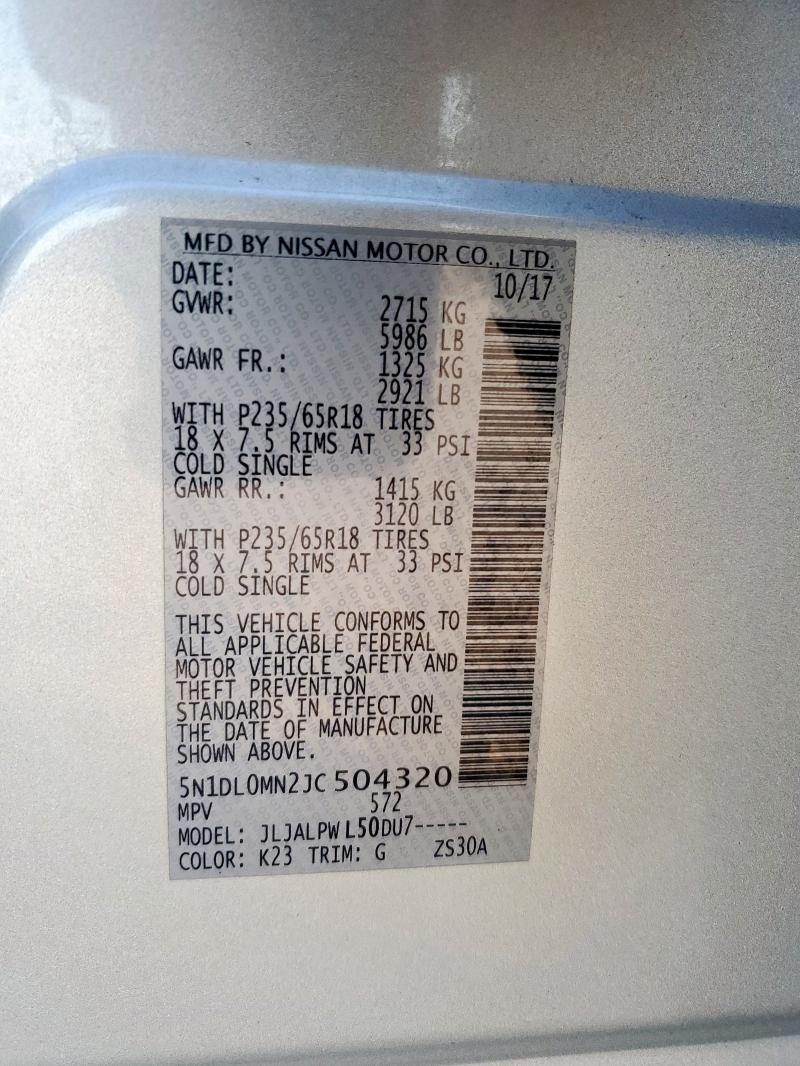 MFD BY NISSAN MOTOR CO., LTD.
DATE: 10/17
GVWR: 2715 KG
5986 LB
GAWR FR.: 1325 KG
2921 LB
WITH P235/65R18 TIRES
18 X 7.5 RIMS AT 33 PSI
COLD SINGLE
GAWR RR.: 1415 KG
3120 LB
WITH P235/65R18 TIRES
18 X 7.5 RIMS AT 33 PSI
COLD SINGLE
THIS VEHICLE CONFORMS TO
ALL APPLICABLE FEDERAL
MOTOR VEHICLE SAFETY AND
THEFT PREVENTION
STANDARDS IN EFFECT ON
THE DATE OF MANUFACTURE
SHOWN ABOVE.
5N1DL0MN2JC504320
MPV 572
MODEL: JLJALPWL50DU7-----
COLOR: K23 TRIM: G ZS30A